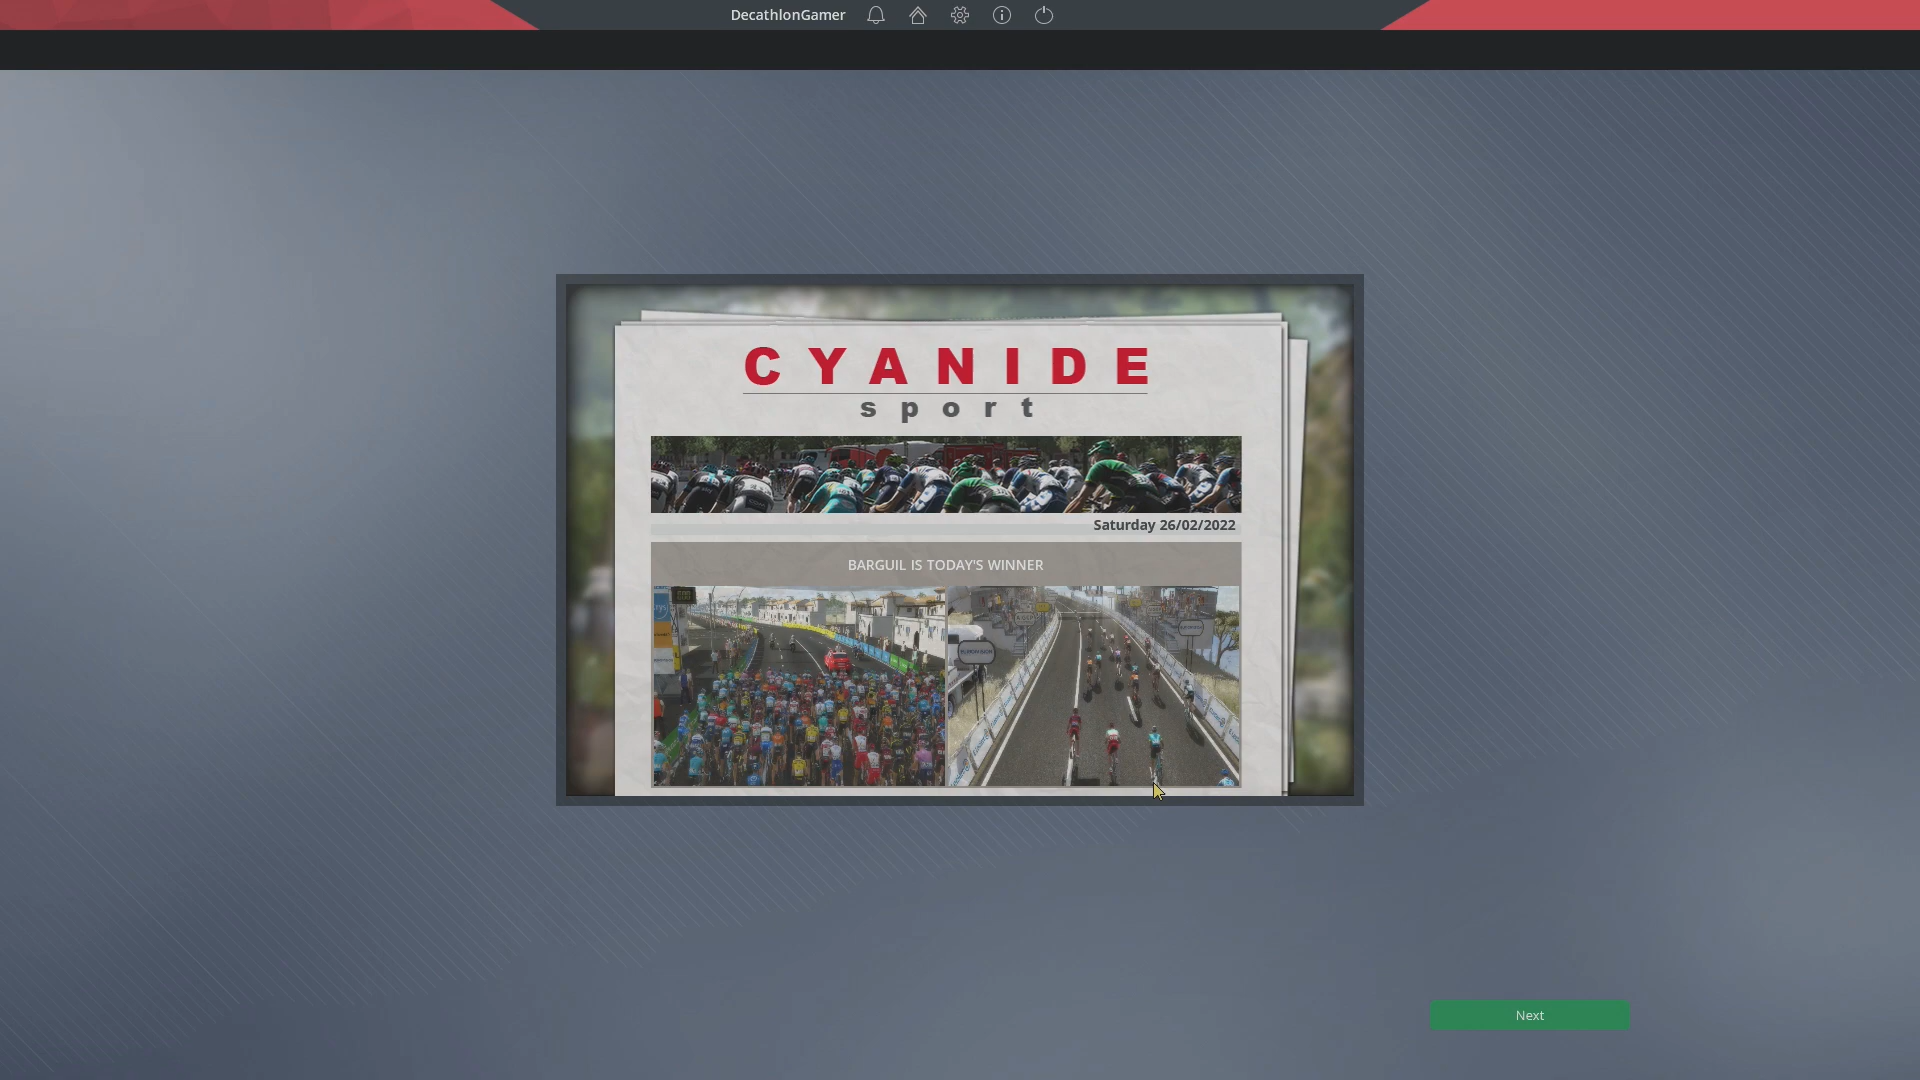 DecathlonGamer
CYANIDE
sport
Saturday 26/02/2022
BARGUIL IS TODAY'S WINNER
Next